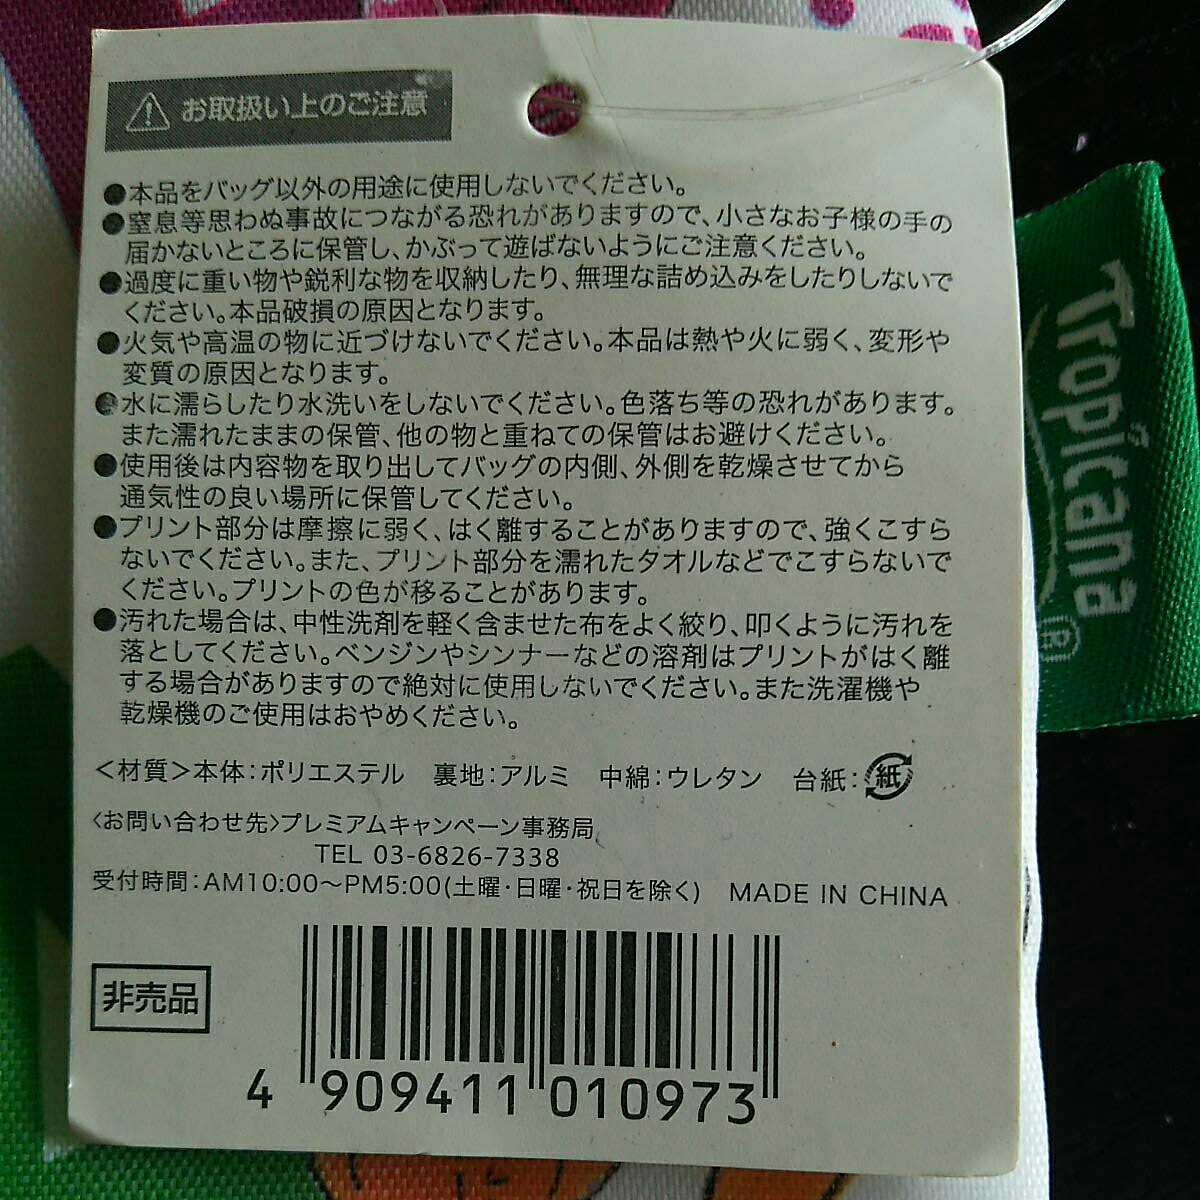 お取扱い上のご注意
●本品をバッグ以外の用途に使用しないでください。
●窒息等思わぬ事故につながる恐れがありますので、小さなお子様の手の
届かないところに保管し、かぶって遊ばないようにご注意ください。
●過度に重い物や鋭利な物を収納したり、無理な詰め込みをしたりしないで
ください。本品破損の原因となります。
●火気や高温の物に近づけないでください。本品は熱や火に弱く、変形や
変質の原因となります。
●水に濡らしたり水洗いをしないでください。色落ち等の恐れがあります。
また濡れたままの保管、他の物と重ねての保管はお避けください。
●使用後は内容物を取り出してバッグの内側、外側を乾燥させてから
通気性の良い場所に保管してください。
●プリント部分は摩擦に弱く、はく離することがありますので、強くこすら
ないでください。また、プリント部分を濡れたタオルなどでこすらないで
ください。プリントの色が移ることがあります。
●汚れた場合は、中性洗剤を軽く含ませた布をよく絞り、叩くように汚れを
落としてください。ベンジンやシンナーなどの溶剤はプリントがはく離
する場合がありますので絶対に使用しないでください。また洗濯機や
乾燥機のご使用はおやめください。
<材質>本体:ポリエステル 裏地:アルミ 中綿:ウレタン 台紙:紙
〈お問い合わせ先〉プレミアムキャンペーン事務局
TEL 03-6826-7338
受付時間:AM10:00～PM5:00(土曜・日曜・祝日を除く) MADE IN CHINA
非売品
4 909411 010973
Tropicana®